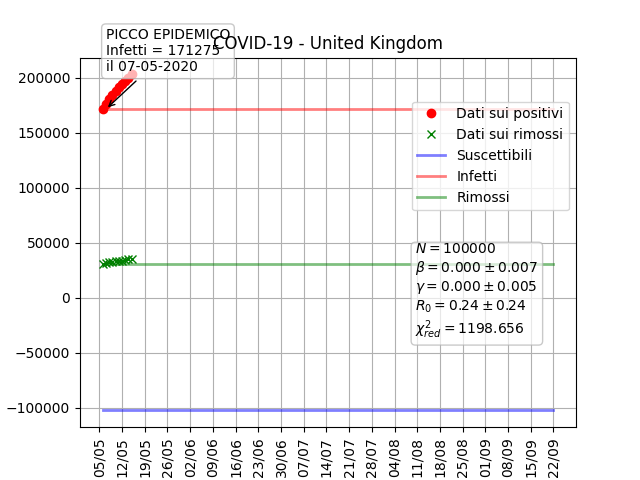 PICCO EPIDEMICO
Infetti = 171275
il 07-05-2020
COVID-19 - United Kingdom
200000
150000
100000
50000
0
−50000
−100000
Dati sui positivi
Dati sui rimossi
Suscettibili
Infetti
Rimossi
N = 100000
β = 0.000 ± 0.007
γ = 0.000 ± 0.005
R₀ = 0.24 ± 0.24
χ²red = 1198.656
05/05
12/05
19/05
26/05
02/06
09/06
16/06
23/06
30/06
07/07
14/07
21/07
28/07
04/08
11/08
18/08
25/08
01/09
08/09
15/09
22/09